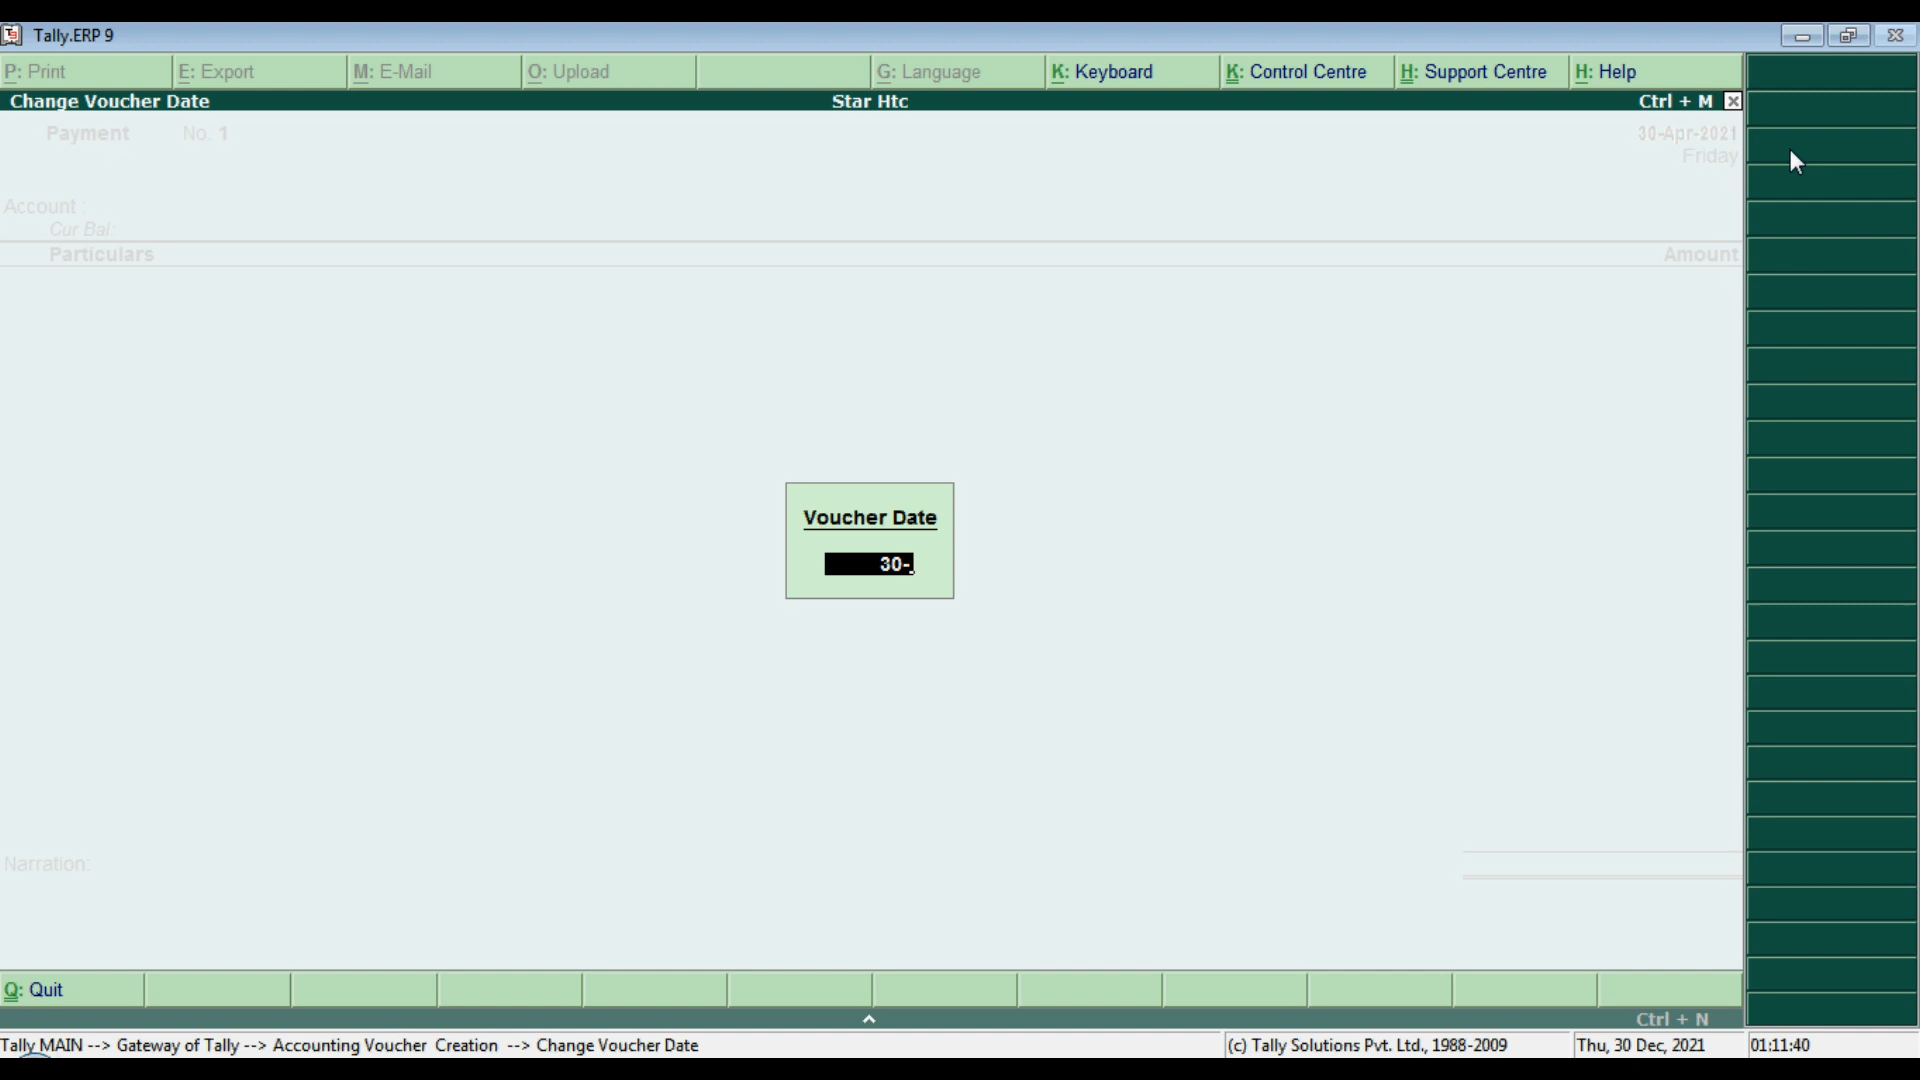 Tally.ERP 9
P: Print E: Export M: E-Mail O: Upload G: Language K: Keyboard K: Control Centre H: Support Centre H: Help
Change Voucher Date Star Htc Ctrl + M
Payment No. 1 30-Apr-2021
Friday
Account :
Cur Bal:
Particulars Amount
Voucher Date
30-
Narration:
Q: Quit
Ctrl + N
Tally MAIN --> Gateway of Tally --> Accounting Voucher Creation --> Change Voucher Date (c) Tally Solutions Pvt. Ltd., 1988-2009 Thu, 30 Dec, 2021 01:11:40